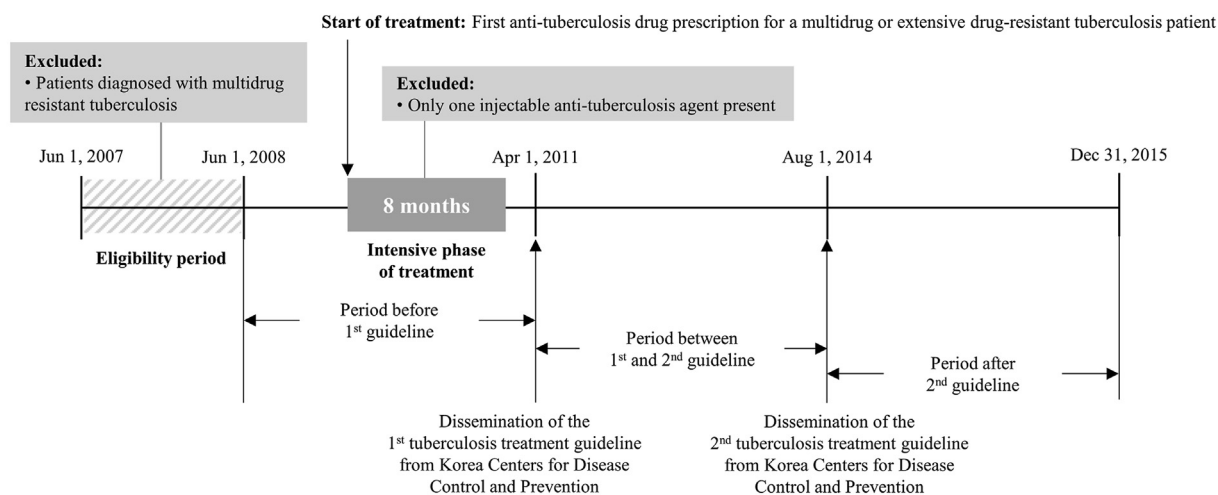 Start of treatment: First anti-tuberculosis drug prescription for a multidrug or extensive drug-resistant tuberculosis patient
Excluded:
• Patients diagnosed with multidrug
resistant tuberculosis
Excluded:
• Only one injectable anti-tuberculosis agent present
Jun 1, 2007
Jun 1, 2008
Apr 1, 2011
Aug 1, 2014
Dec 31, 2015
8 months
Eligibility period
Intensive phase
of treatment
Period before
1st guideline
Period between
1st and 2nd guideline
Period after
2nd guideline
Dissemination of the
1st tuberculosis treatment guideline
from Korea Centers for Disease
Control and Prevention
Dissemination of the
2nd tuberculosis treatment guideline
from Korea Centers for Disease
Control and Prevention